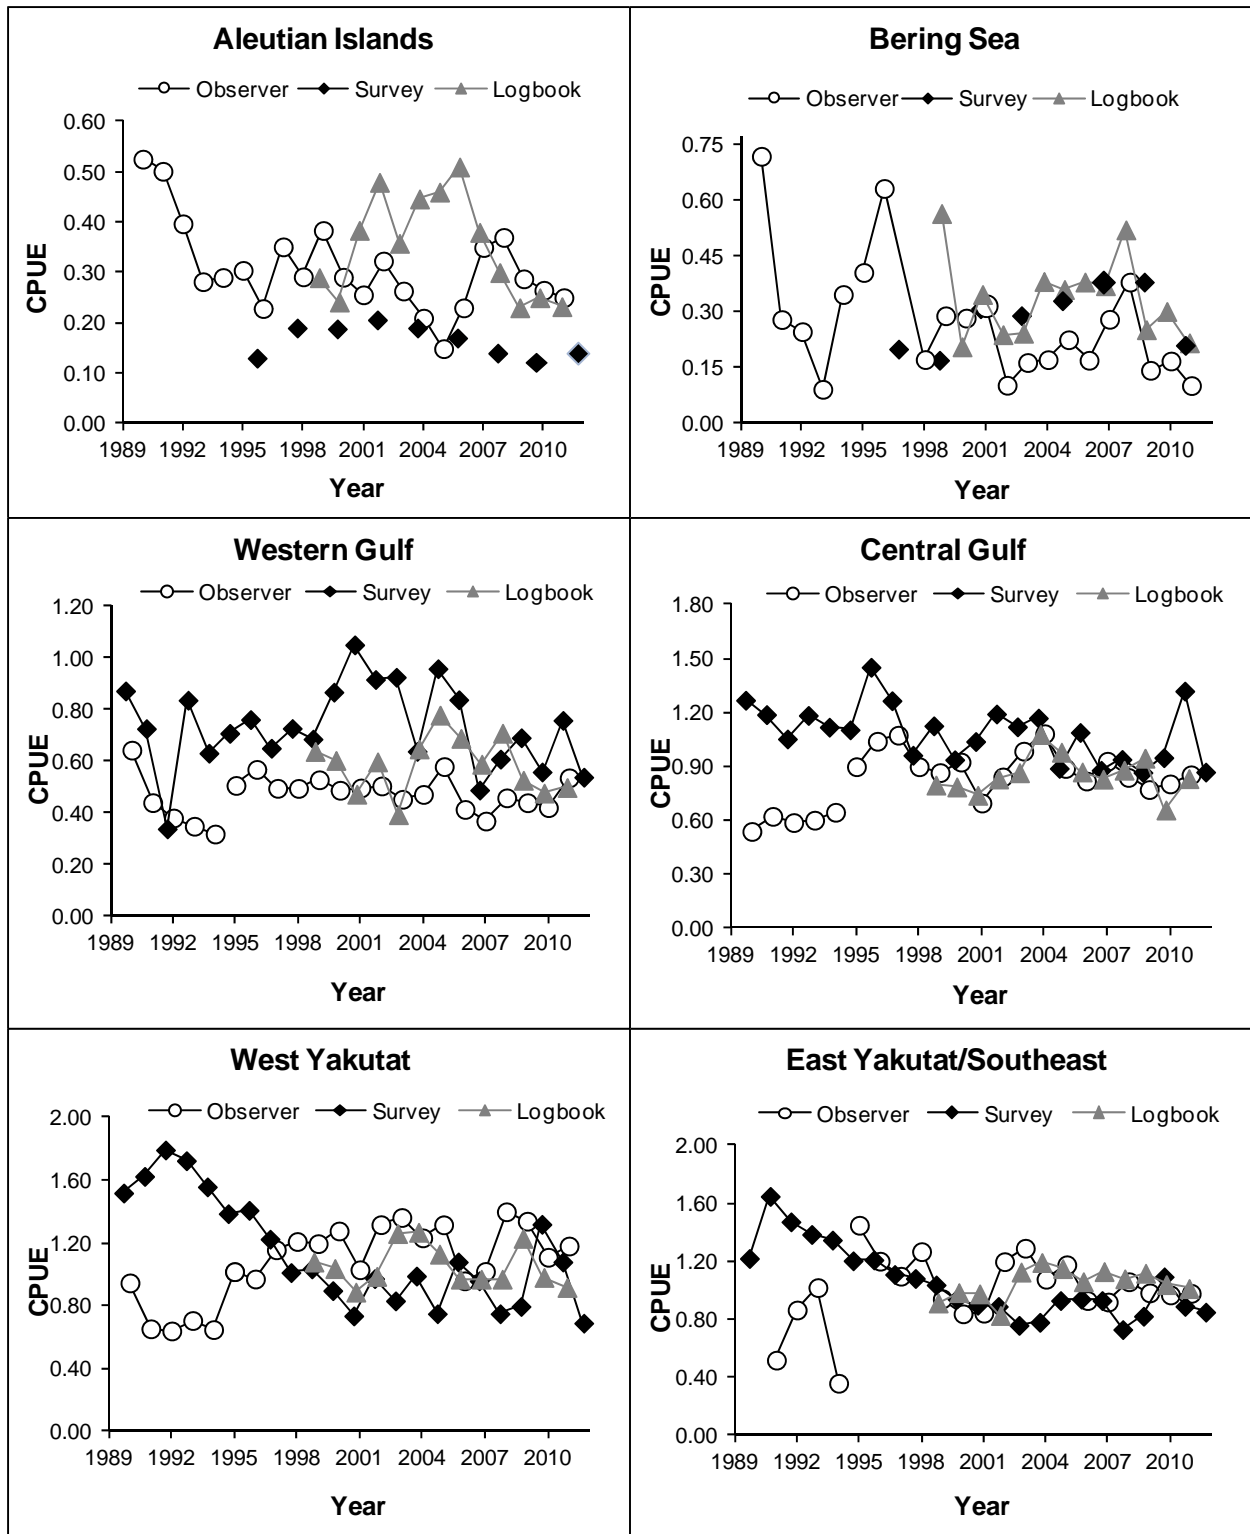 Aleutian Islands
Observer Survey Logbook
0.60
0.50
0.40
0.30
0.20
0.10
0.00
CPUE
1989 1992 1995 1998 2001 2004 2007 2010
Year
Bering Sea
Observer Survey Logbook
0.75
0.60
0.45
0.30
0.15
0.00
CPUE
1989 1992 1995 1998 2001 2004 2007 2010
Year
Western Gulf
Observer Survey Logbook
1.20
1.00
0.80
0.60
0.40
0.20
0.00
CPUE
1989 1992 1995 1998 2001 2004 2007 2010
Year
Central Gulf
Observer Survey Logbook
1.80
1.50
1.20
0.90
0.60
0.30
0.00
CPUE
1989 1992 1995 1998 2001 2004 2007 2010
Year
West Yakutat
Observer Survey Logbook
2.00
1.60
1.20
0.80
0.40
0.00
CPUE
1989 1992 1995 1998 2001 2004 2007 2010
Year
East Yakutat/Southeast
Observer Survey Logbook
2.00
1.60
1.20
0.80
0.40
0.00
CPUE
1989 1992 1995 1998 2001 2004 2007 2010
Year